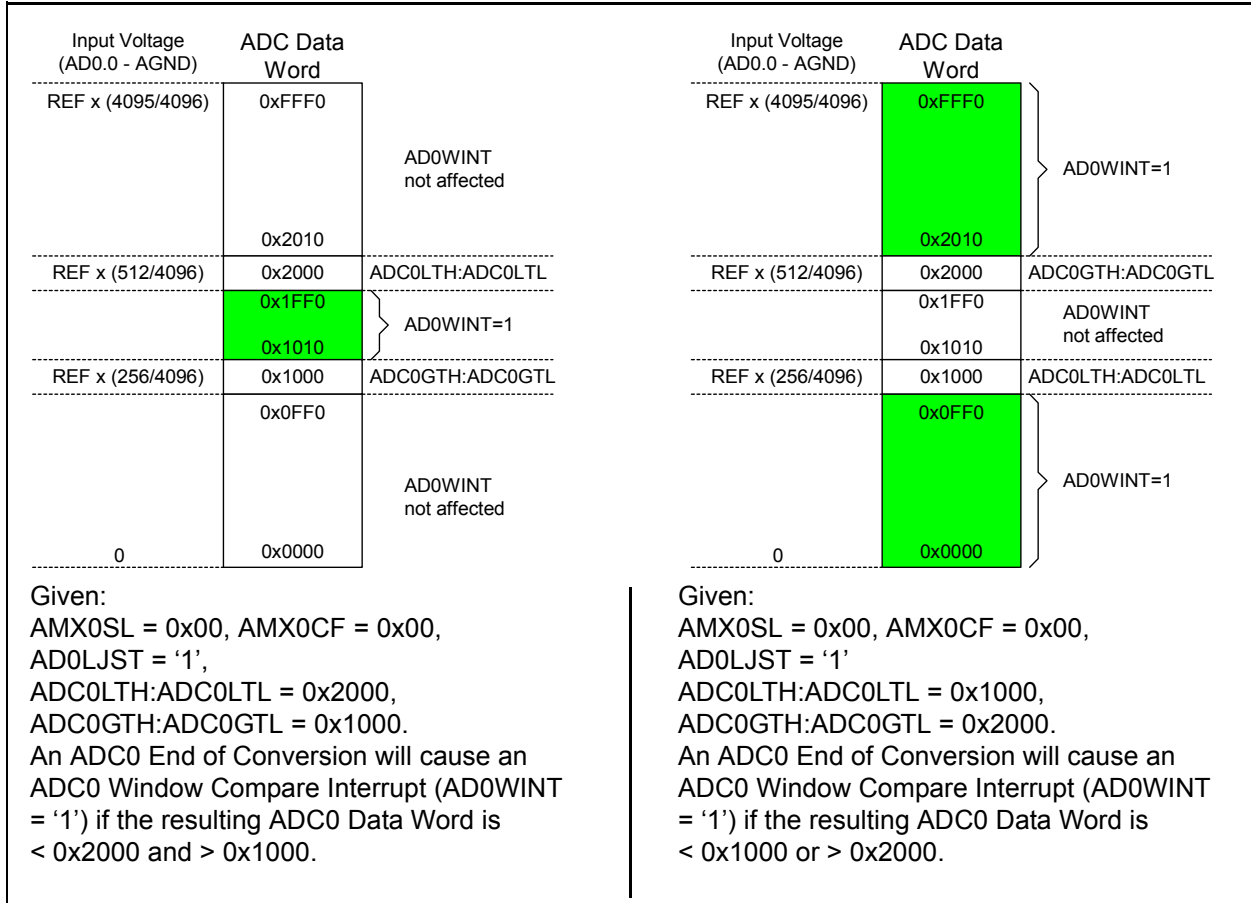 Input Voltage
(AD0.0 - AGND)
ADC Data
Word
REF x (4095/4096)
0xFFF0
AD0WINT
not affected
0x2010
REF x (512/4096)
0x2000
ADC0LTH:ADC0LTL
0x1FF0
AD0WINT=1
0x1010
REF x (256/4096)
0x1000
ADC0GTH:ADC0GTL
0x0FF0
AD0WINT
not affected
0
0x0000
Given:
AMX0SL = 0x00, AMX0CF = 0x00,
AD0LJST = ‘1’,
ADC0LTH:ADC0LTL = 0x2000,
ADC0GTH:ADC0GTL = 0x1000.
An ADC0 End of Conversion will cause an
ADC0 Window Compare Interrupt (AD0WINT
= ‘1’) if the resulting ADC0 Data Word is
< 0x2000 and > 0x1000.
Input Voltage
(AD0.0 - AGND)
ADC Data
Word
REF x (4095/4096)
0xFFF0
AD0WINT=1
0x2010
REF x (512/4096)
0x2000
ADC0GTH:ADC0GTL
0x1FF0
AD0WINT
not affected
0x1010
REF x (256/4096)
0x1000
ADC0LTH:ADC0LTL
0x0FF0
AD0WINT=1
0
0x0000
Given:
AMX0SL = 0x00, AMX0CF = 0x00,
AD0LJST = ‘1’
ADC0LTH:ADC0LTL = 0x1000,
ADC0GTH:ADC0GTL = 0x2000.
An ADC0 End of Conversion will cause an
ADC0 Window Compare Interrupt (AD0WINT
= ‘1’) if the resulting ADC0 Data Word is
< 0x1000 or > 0x2000.